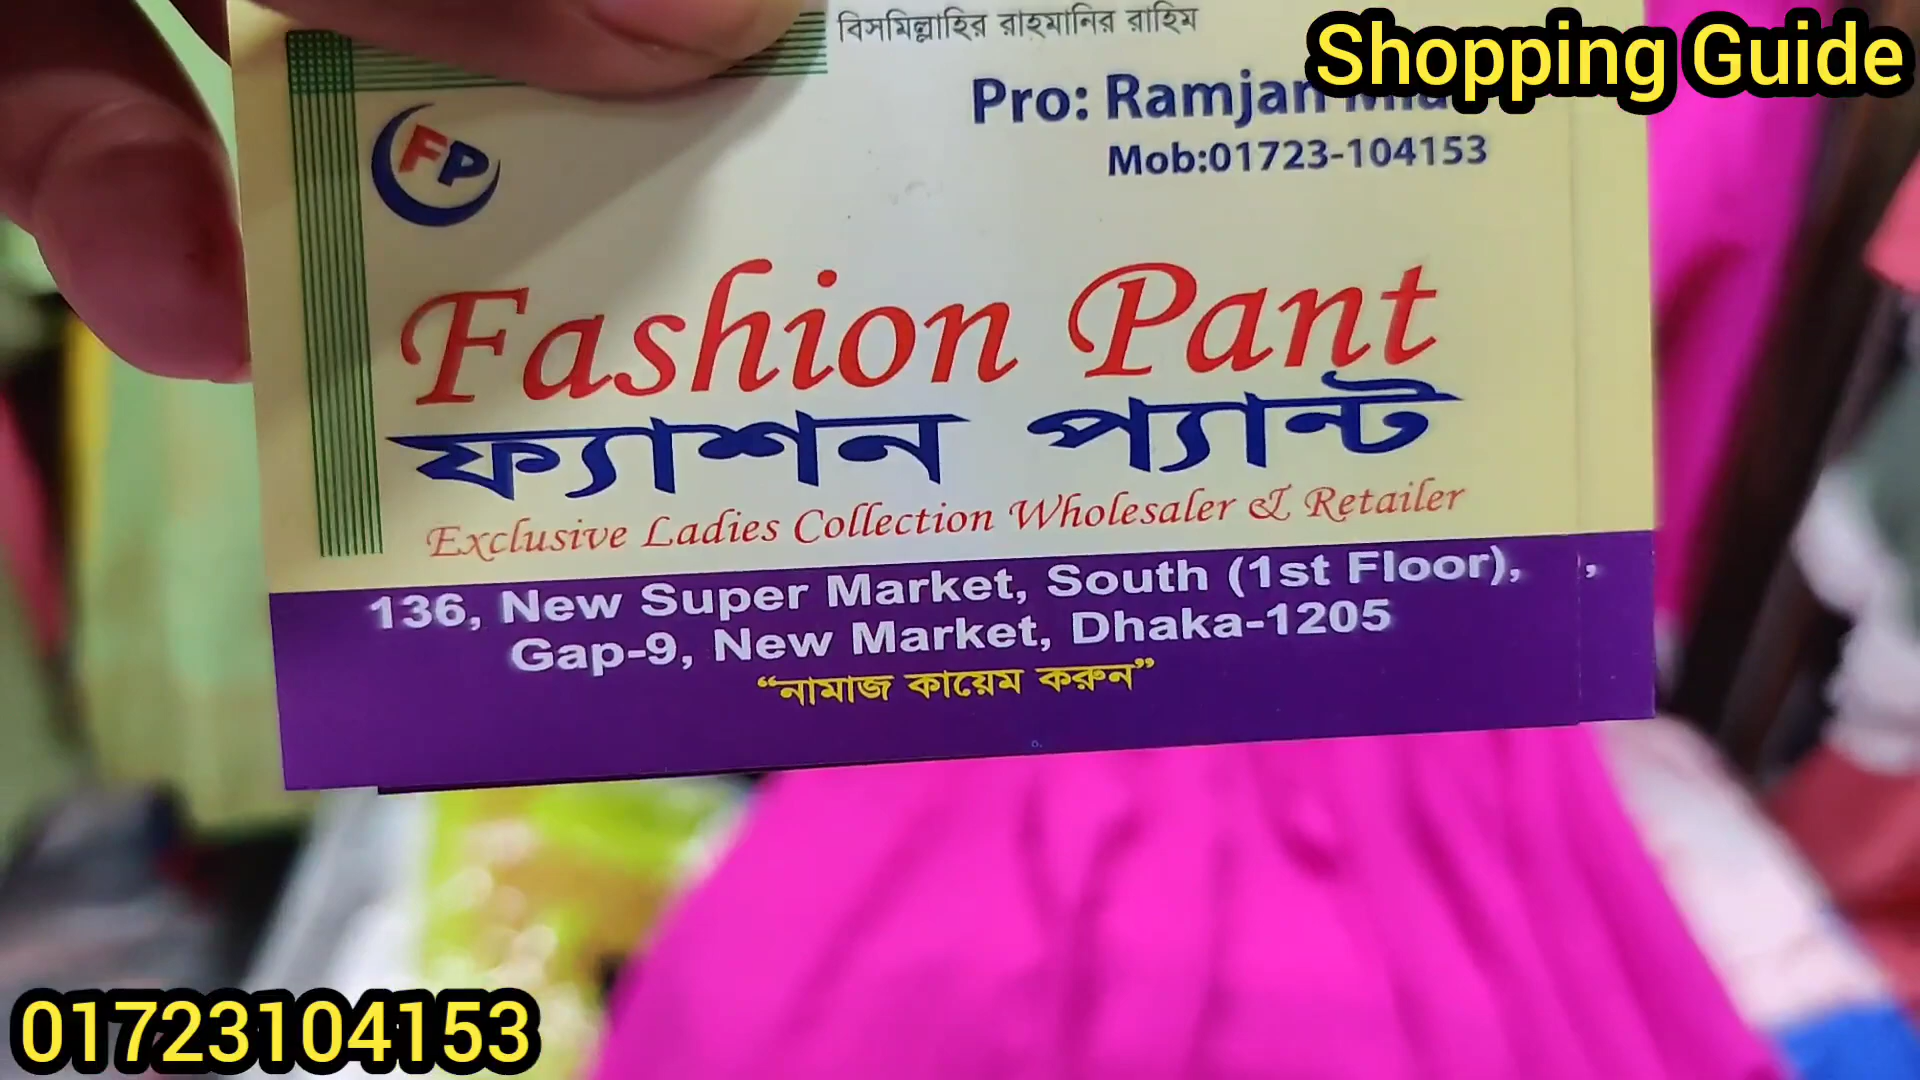 বিসমিল্লাহির রাহমানির রাহিম
Shopping Guide
Pro: Ramjan
Mob:01723-104153
FP
Fashion Pant
ফ্যাশন প্যান্ট
Exclusive Ladies Collection Wholesaler & Retailer
136, New Super Market, South (1st Floor),
Gap-9, New Market, Dhaka-1205
“নামাজ কায়েম করুন”
01723104153